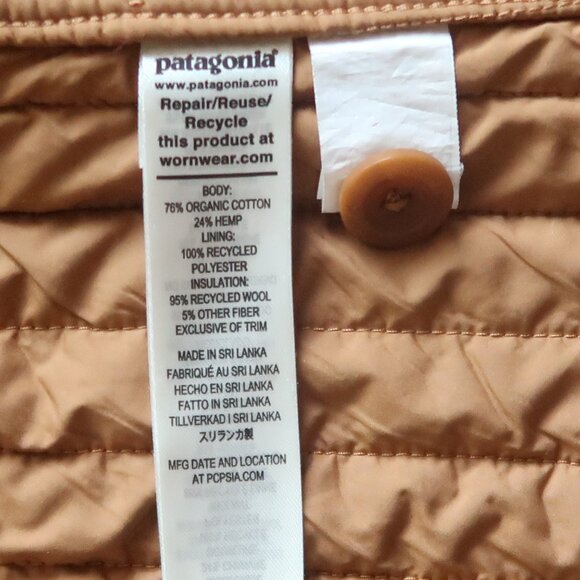 patagonia®
www.patagonia.com
Repair/Reuse/
Recycle
this product at
wornwear.com
BODY:
76% ORGANIC COTTON
24% HEMP
LINING:
100% RECYCLED
POLYESTER
INSULATION:
95% RECYCLED WOOL
5% OTHER FIBER
EXCLUSIVE OF TRIM
MADE IN SRI LANKA
FABRIQUÉ AU SRI LANKA
HECHO EN SRI LANKA
FATTO IN SRI LANKA
TILLVERKAD I SRI LANKA
スリランカ製
MFG DATE AND LOCATION
AT PCPSIA.COM